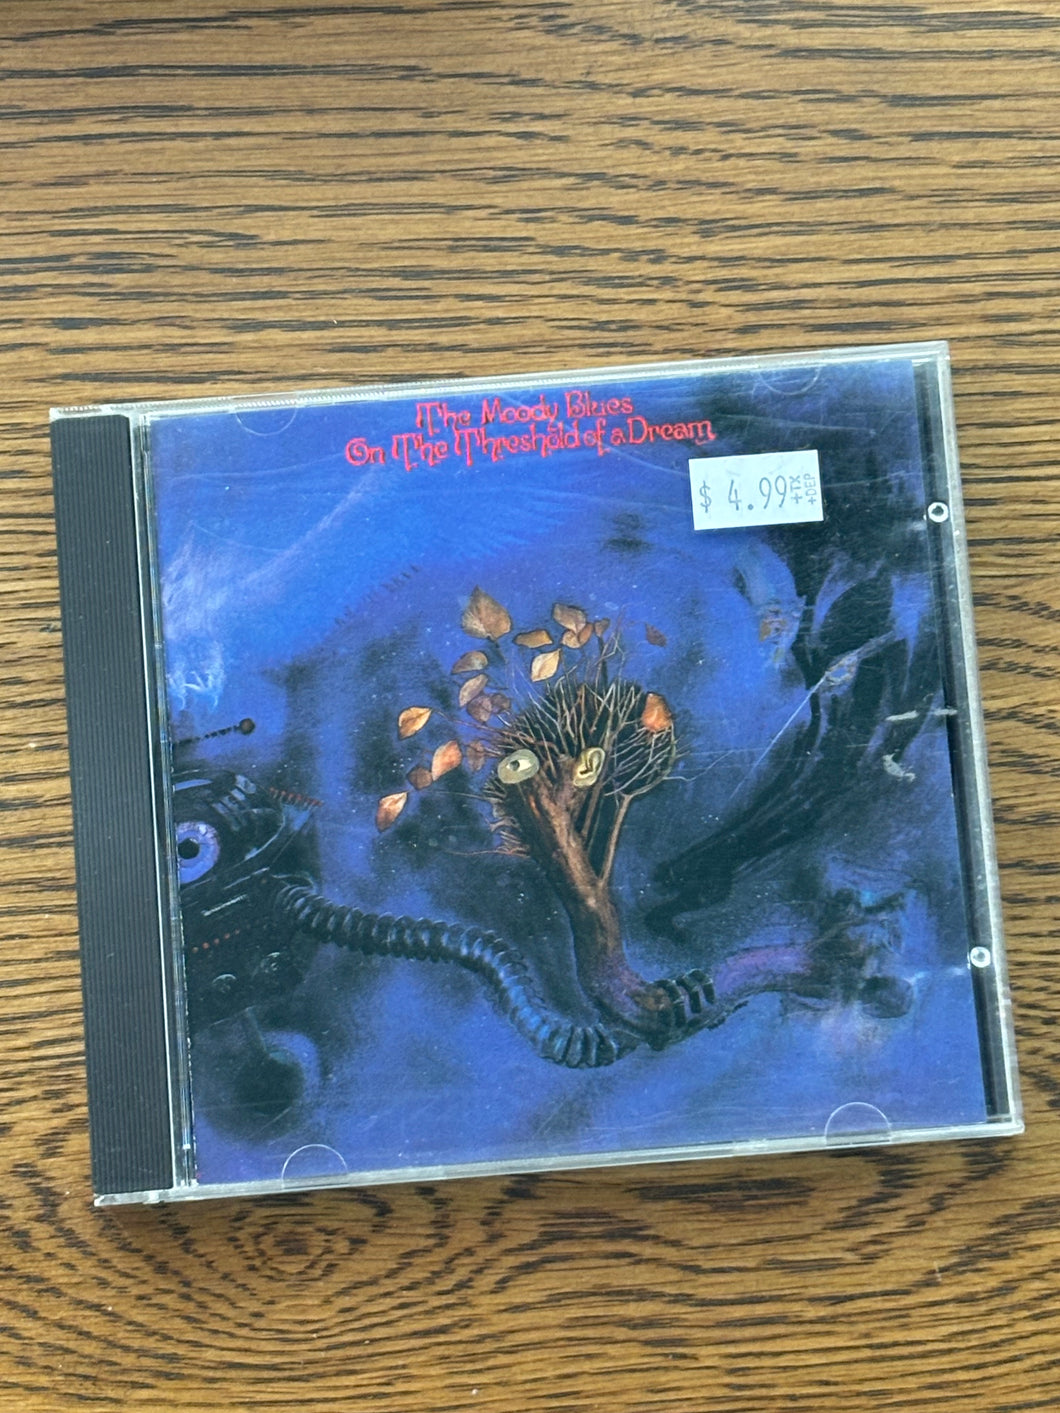 The Moody Blues
On The Threshold of a Dream
$ 4.99 +TX +DEP